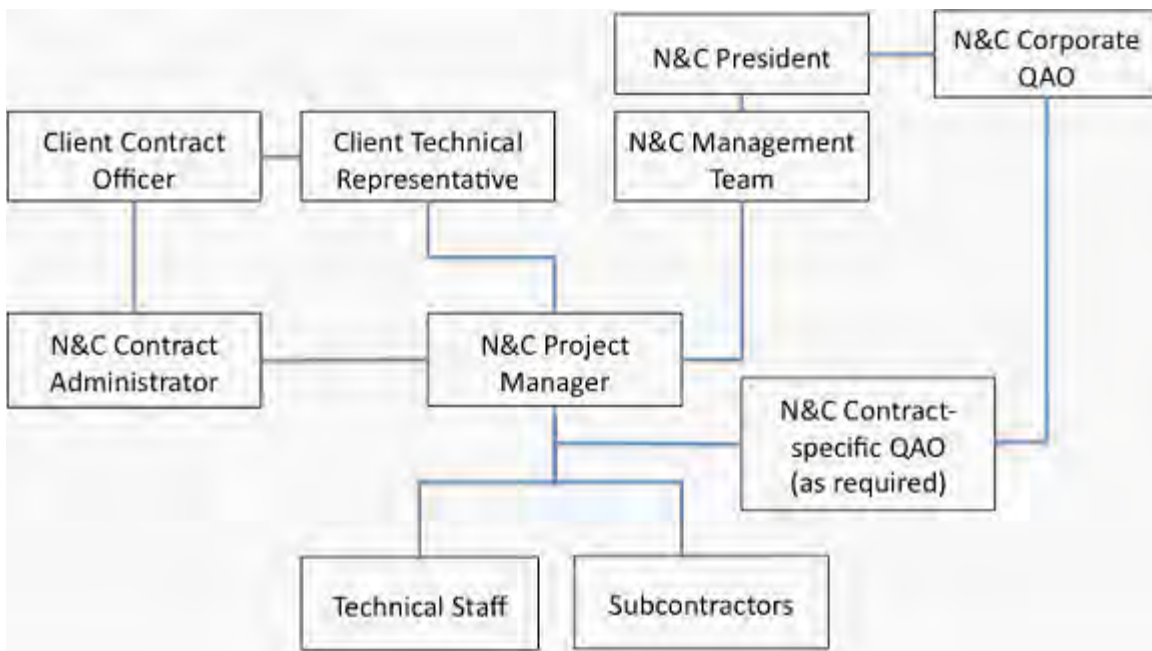 N&C President
N&C Corporate
QAO
Client Contract
Officer
Client Technical
Representative
N&C Management
Team
N&C Contract
Administrator
N&C Project
Manager
N&C Contract-
specific QAO
(as required)
Technical Staff
Subcontractors